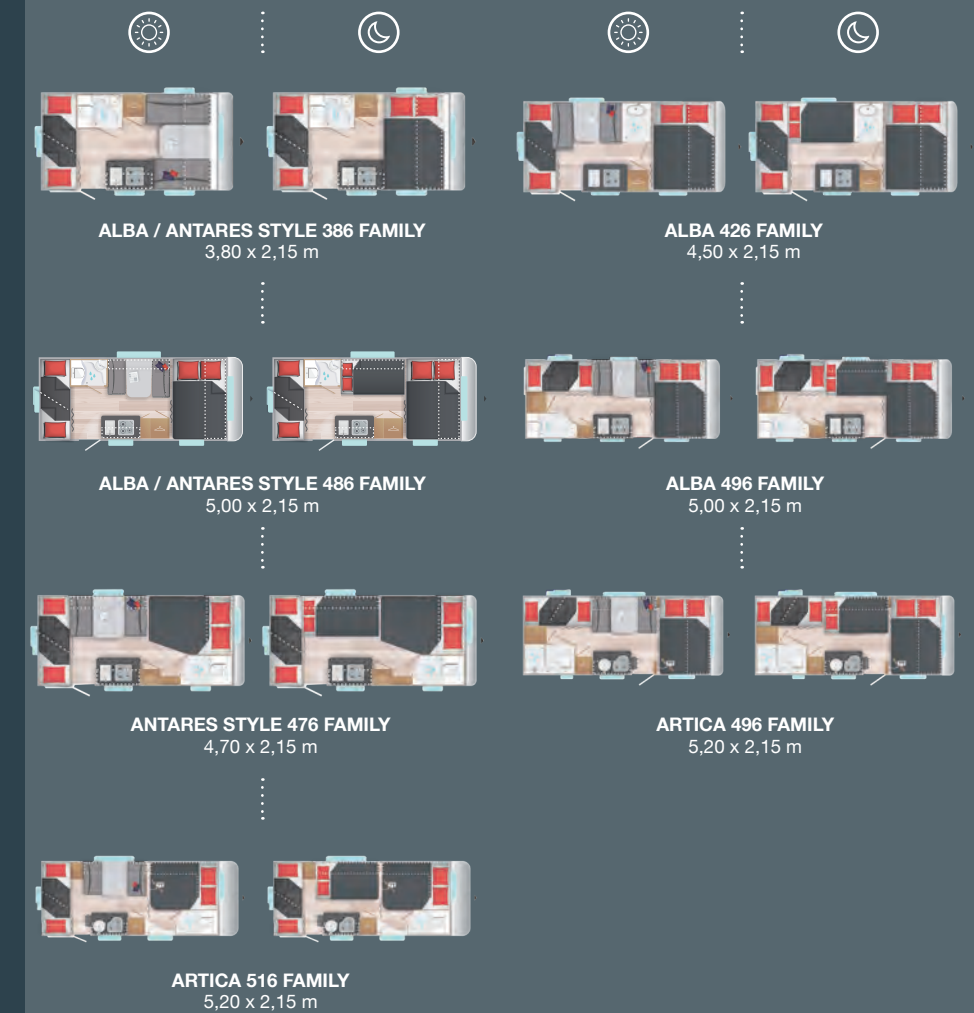 ALBA / ANTARES STYLE 386 FAMILY
3,80 x 2,15 m
ALBA 426 FAMILY
4,50 x 2,15 m
ALBA / ANTARES STYLE 486 FAMILY
5,00 x 2,15 m
ALBA 496 FAMILY
5,00 x 2,15 m
ANTARES STYLE 476 FAMILY
4,70 x 2,15 m
ARTICA 496 FAMILY
5,20 x 2,15 m
ARTICA 516 FAMILY
5,20 x 2,15 m